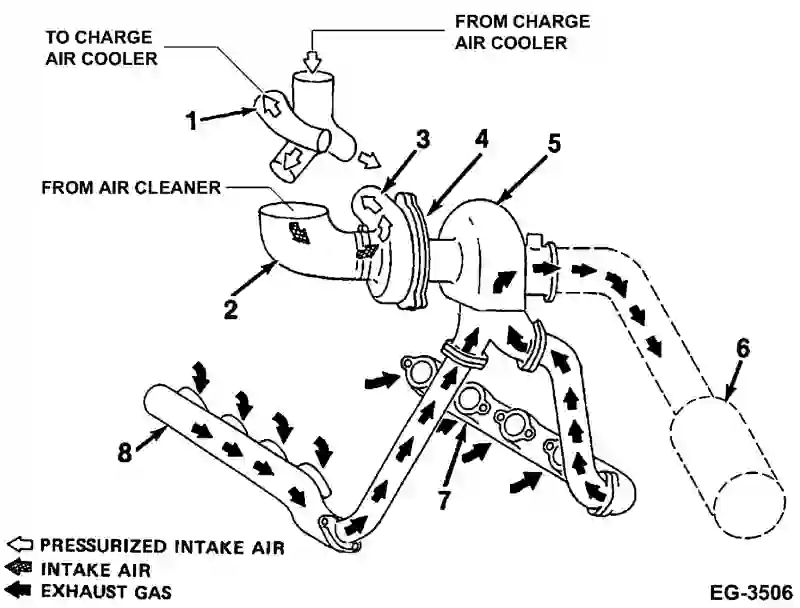 TO CHARGE
AIR COOLER
FROM CHARGE
AIR COOLER
1
3
4
5
FROM AIR CLEANER
2
6
8
7
PRESSURIZED INTAKE AIR
INTAKE AIR
EXHAUST GAS
EG-3506